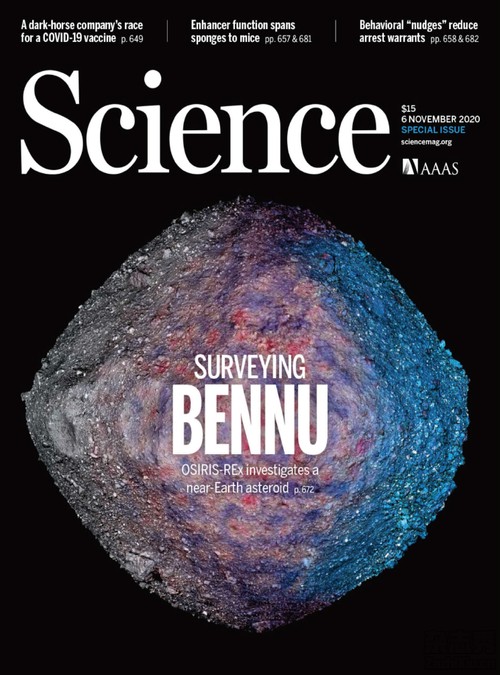 A dark-horse company's race
for a COVID-19 vaccine p. 649
Enhancer function spans
sponges to mice pp. 657 & 681
Behavioral “nudges” reduce
arrest warrants pp. 658 & 682
Science
$15
6 NOVEMBER 2020
SPECIAL ISSUE
sciencemag.org
AAAS
SURVEYING
BENNU
OSIRIS-REx investigates a
near-Earth asteroid p. 672